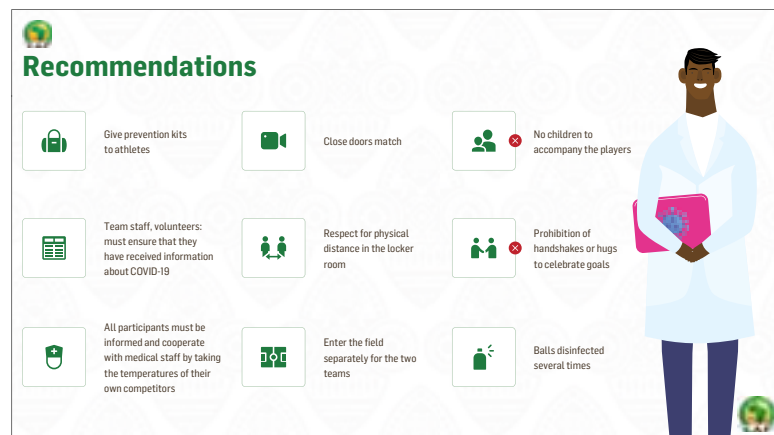 Recommendations
Give prevention kits
to athletes
Close doors match
No children to
accompany the players
Team staff, volunteers:
must ensure that they
have received information
about COVID-19
Respect for physical
distance in the locker
room
Prohibition of
handshakes or hugs
to celebrate goals
All participants must be
informed and cooperate
with medical staff by taking
the temperatures of their
own competitors
Enter the field
separately for the two
teams
Balls disinfected
several times